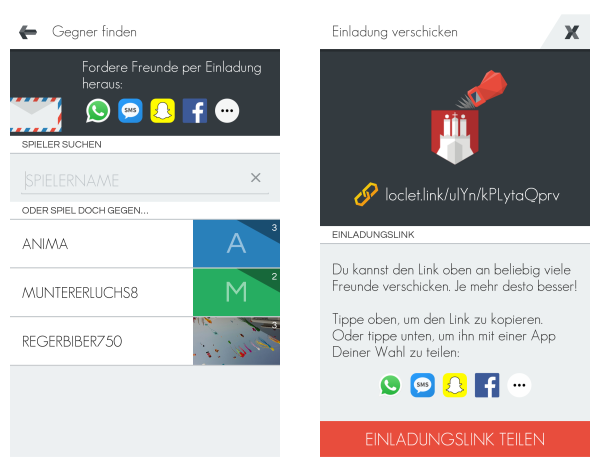 Gegner finden
Fordere Freunde per Einladung
heraus:
SMS
SPIELER SUCHEN
SPIELERNAME
ODER SPIEL DOCH GEGEN...
ANIMA
A
3
MUNTERERLUCHS8
M
2
REGERBIBER750
3
Einladung verschicken
X
loclet.link/ulYn/kPLytaQprv
EINLADUNGSLINK
Du kannst den Link oben an beliebig viele
Freunde verschicken. Je mehr desto besser!
Tippe oben, um den Link zu kopieren.
Oder tippe unten, um ihn mit einer App
Deiner Wahl zu teilen:
SMS
EINLADUNGSLINK TEILEN